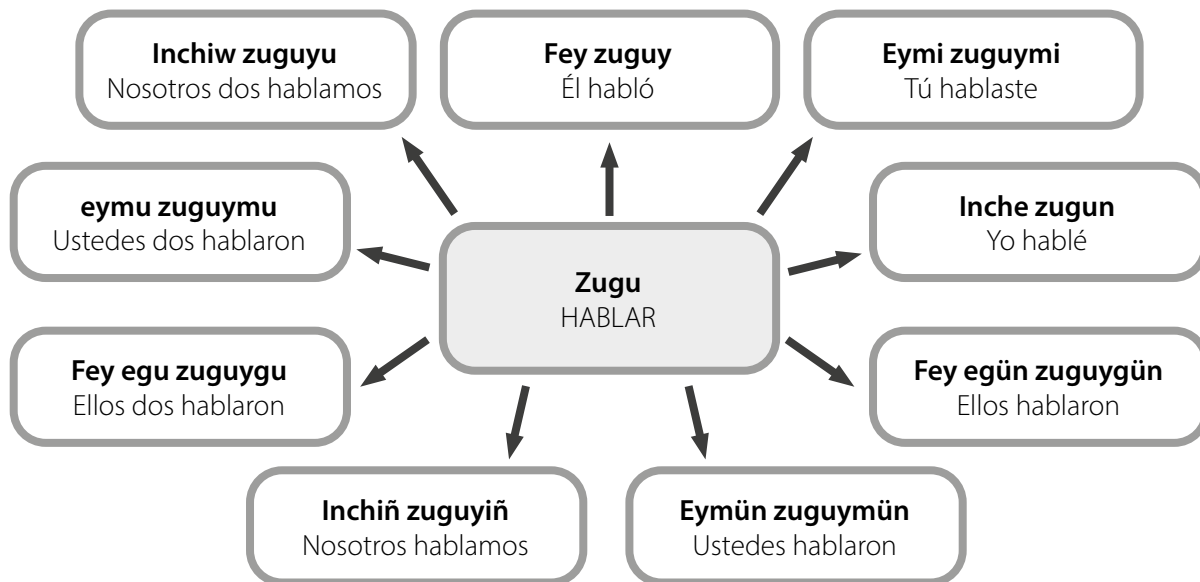 Inchiw zuguyu
Nosotros dos hablamos
Fey zuguy
Él habló
Eymi zuguymi
Tú hablaste
eymu zuguymu
Ustedes dos hablaron
Inche zugun
Yo hablé
Zugu
HABLAR
Fey egu zuguygu
Ellos dos hablaron
Fey egün zuguygün
Ellos hablaron
Inchiñ zuguyiñ
Nosotros hablamos
Eymün zuguymün
Ustedes hablaron